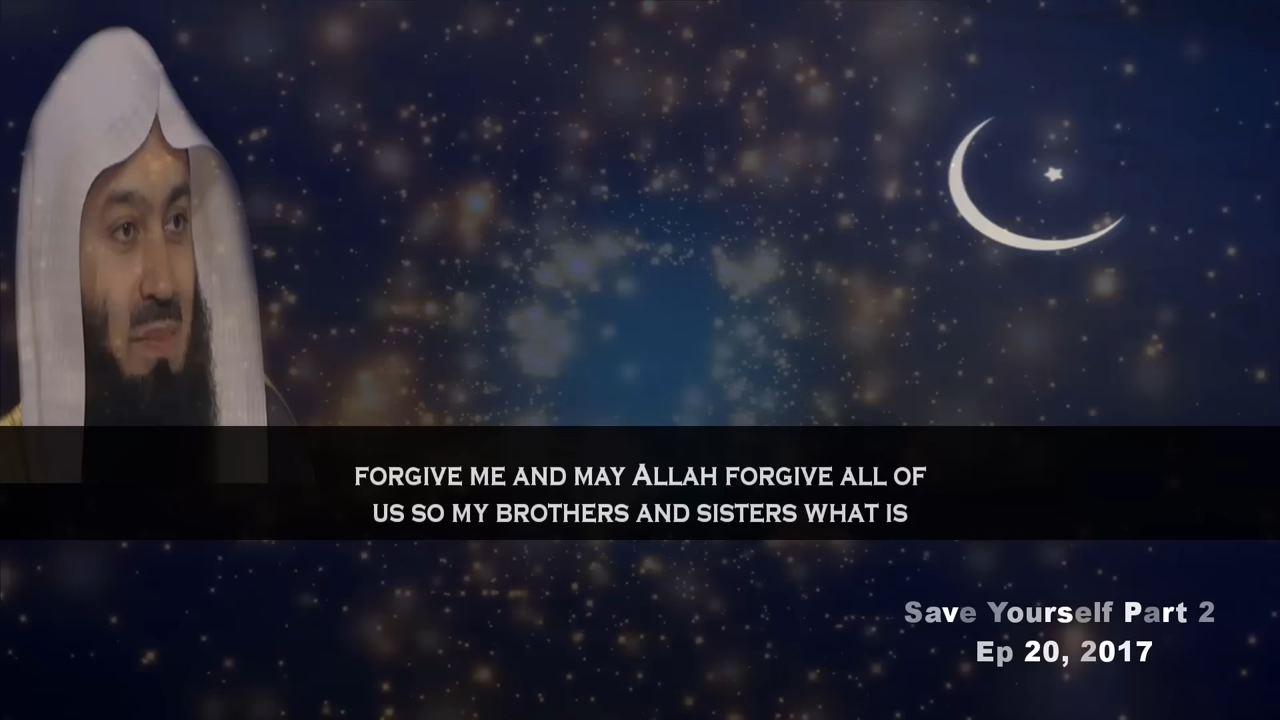 FORGIVE ME AND MAY ALLAH FORGIVE ALL OF
US SO MY BROTHERS AND SISTERS WHAT IS
Save Yourself Part 2
Ep 20, 2017